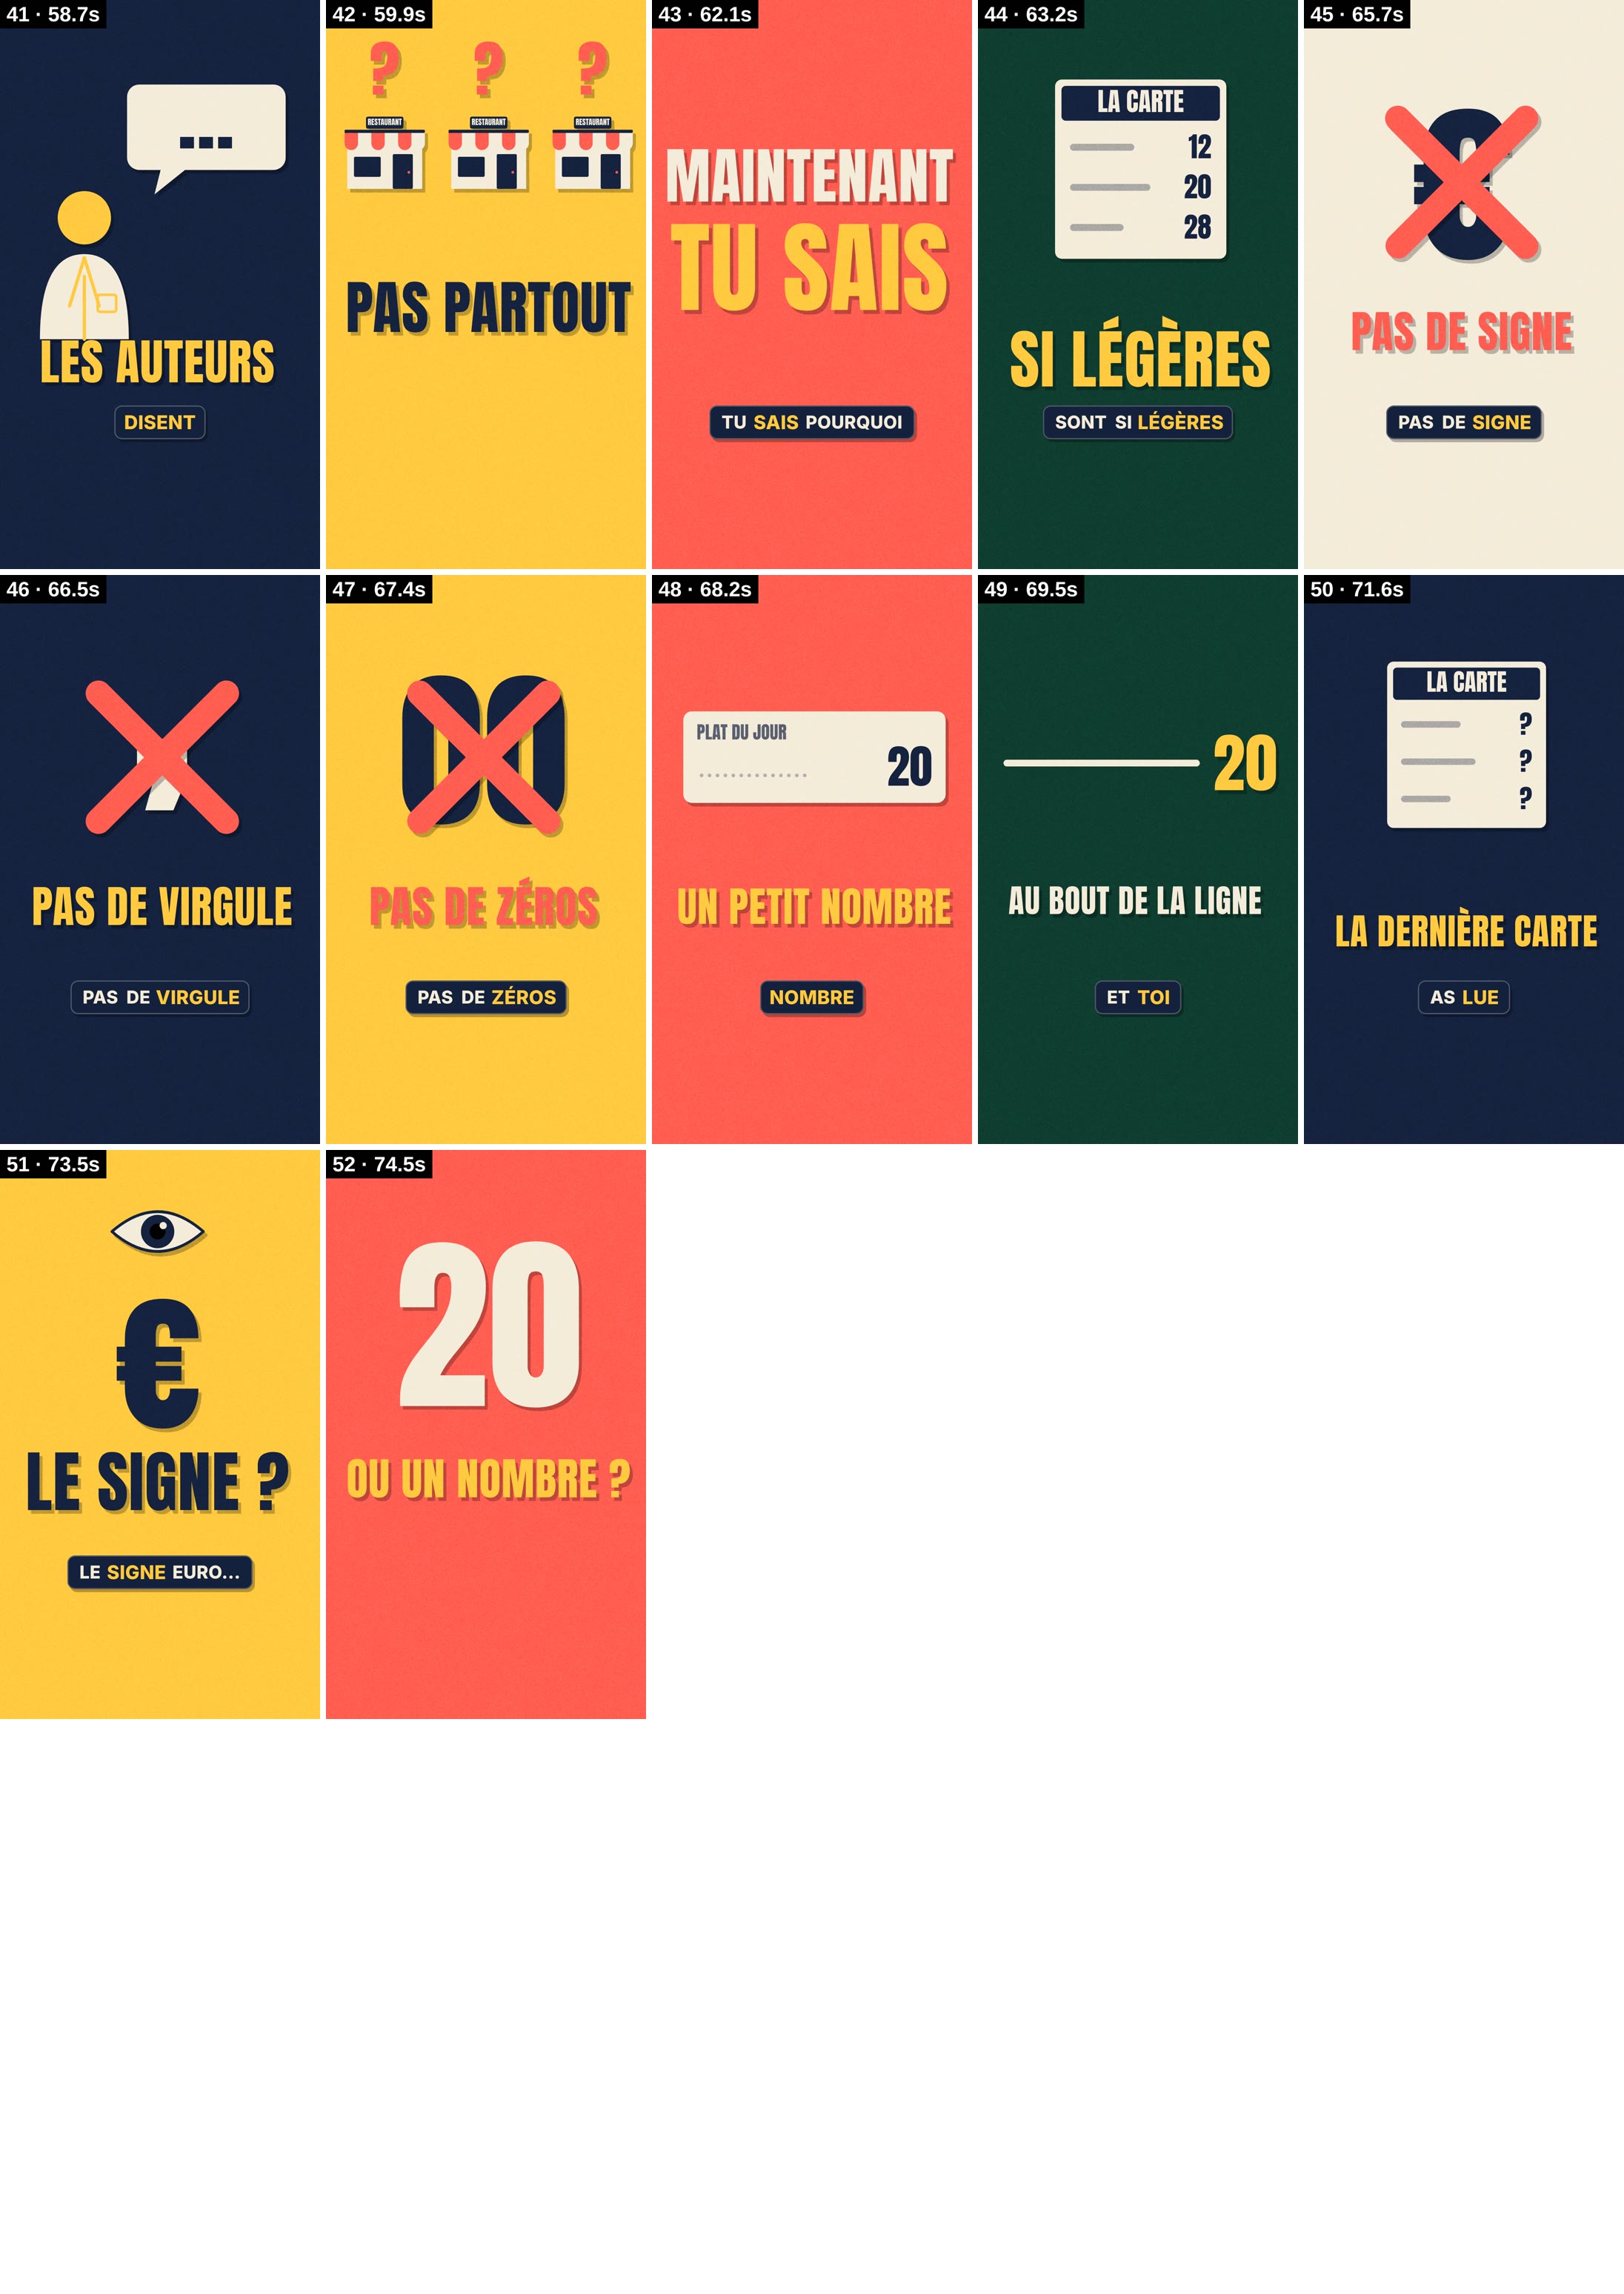 41 · 58.7s
...
LES AUTEURS
DISENT
42 · 59.9s
? ? ?
RESTAURANT RESTAURANT RESTAURANT
PAS PARTOUT
43 · 62.1s
MAINTENANT
TU SAIS
TU SAIS POURQUOI
44 · 63.2s
LA CARTE
12
20
28
SI LÉGÈRES
SONT SI LÉGÈRES
45 · 65.7s
€
PAS DE SIGNE
PAS DE SIGNE
46 · 66.5s
,
PAS DE VIRGULE
PAS DE VIRGULE
47 · 67.4s
00
PAS DE ZÉROS
PAS DE ZÉROS
48 · 68.2s
PLAT DU JOUR
.............. 20
UN PETIT NOMBRE
NOMBRE
49 · 69.5s
20
AU BOUT DE LA LIGNE
ET TOI
50 · 71.6s
LA CARTE
?
?
?
LA DERNIÈRE CARTE
AS LUE
51 · 73.5s
€
LE SIGNE ?
LE SIGNE EURO...
52 · 74.5s
20
OU UN NOMBRE ?